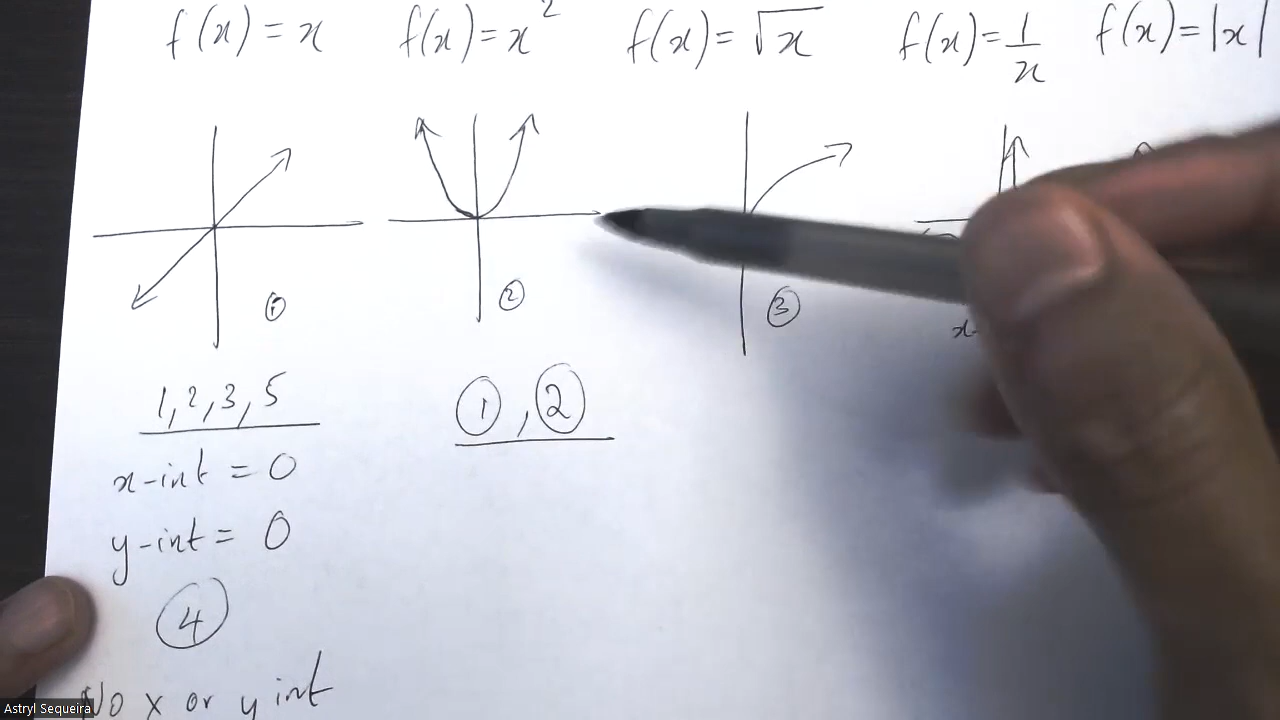 f(x) = x f(x) = x² f(x) = √x f(x) = 1/x f(x) = |x|
① ② ③ x-
1, 2, 3, 5 ①, ②
x-int = 0
y-int = 0
④
No x or y int
Astryl Sequeira